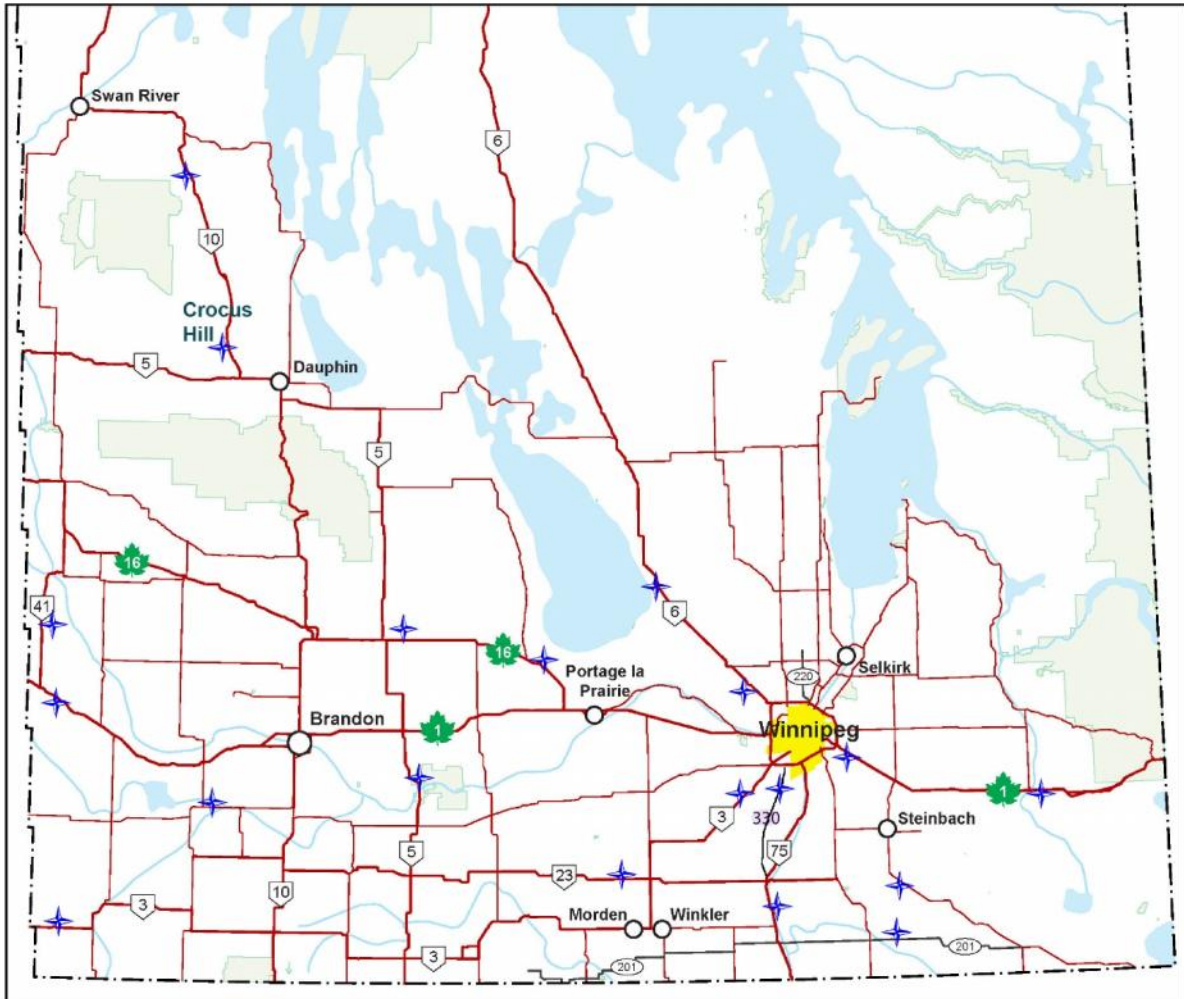 Swan River
6
10
Crocus
Hill
5
Dauphin
5
16
41
6
16
Portage la
Prairie
Selkirk
220
Brandon
1
Winnipeg
1
3
330
Steinbach
5
75
23
10
3
Morden
Winkler
3
201
201